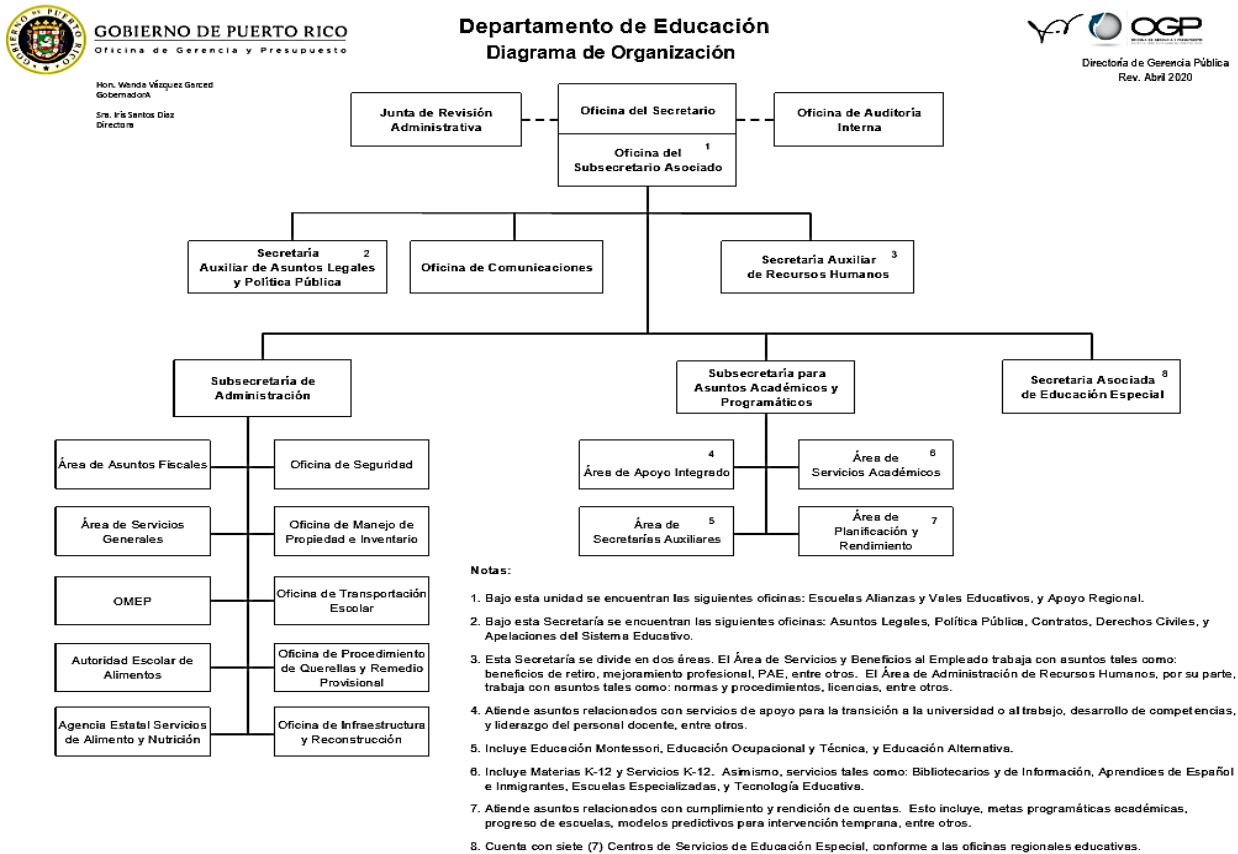 GOBIERNO DE PUERTO RICO
Oficina de Gerencia y Presupuesto
Departamento de Educación
Diagrama de Organización
OGP
Directoría de Gerencia Pública
Rev. Abril 2020
Hon. Wanda Vázquez Garced
GobernadorA
Sra. Iris Santos Díaz
Directora
Junta de Revisión
Administrativa
Oficina del Secretario
Oficina de Auditoría
Interna
Oficina del 1
Subsecretario Asociado
Secretaría 2
Auxiliar de Asuntos Legales
y Política Pública
Oficina de Comunicaciones
Secretaría Auxiliar 3
de Recursos Humanos
Subsecretaría de
Administración
Subsecretaría para
Asuntos Académicos y
Programáticos
Secretaria Asociada 8
de Educación Especial
Área de Asuntos Fiscales
Oficina de Seguridad
Área de Servicios
Generales
Oficina de Manejo de
Propiedad e Inventario
OMEP
Oficina de Transportación
Escolar
Autoridad Escolar de
Alimentos
Oficina de Procedimiento
de Querellas y Remedio
Provisional
Agencia Estatal Servicios
de Alimento y Nutrición
Oficina de Infraestructura
y Reconstrucción
4
Área de Apoyo Integrado
Área de 6
Servicios Académicos
Área de 5
Secretarías Auxiliares
Área de
Planificación y 7
Rendimiento
Notas:
1. Bajo esta unidad se encuentran las siguientes oficinas: Escuelas Alianzas y Vales Educativos, y Apoyo Regional.
2. Bajo esta Secretaría se encuentran las siguientes oficinas: Asuntos Legales, Política Pública, Contratos, Derechos Civiles, y
Apelaciones del Sistema Educativo.
3. Esta Secretaría se divide en dos áreas. El Área de Servicios y Beneficios al Empleado trabaja con asuntos tales como:
beneficios de retiro, mejoramiento profesional, PAE, entre otros. El Área de Administración de Recursos Humanos, por su parte,
trabaja con asuntos tales como: normas y procedimientos, licencias, entre otros.
4. Atiende asuntos relacionados con servicios de apoyo para la transición a la universidad o al trabajo, desarrollo de competencias,
y liderazgo del personal docente, entre otros.
5. Incluye Educación Montessori, Educación Ocupacional y Técnica, y Educación Alternativa.
6. Incluye Materias K-12 y Servicios K-12. Asimismo, servicios tales como: Bibliotecarios y de Información, Aprendices de Español
e Inmigrantes, Escuelas Especializadas, y Tecnología Educativa.
7. Atiende asuntos relacionados con cumplimiento y rendición de cuentas. Esto incluye, metas programáticas académicas,
progreso de escuelas, modelos predictivos para intervención temprana, entre otros.
8. Cuenta con siete (7) Centros de Servicios de Educación Especial, conforme a las oficinas regionales educativas.